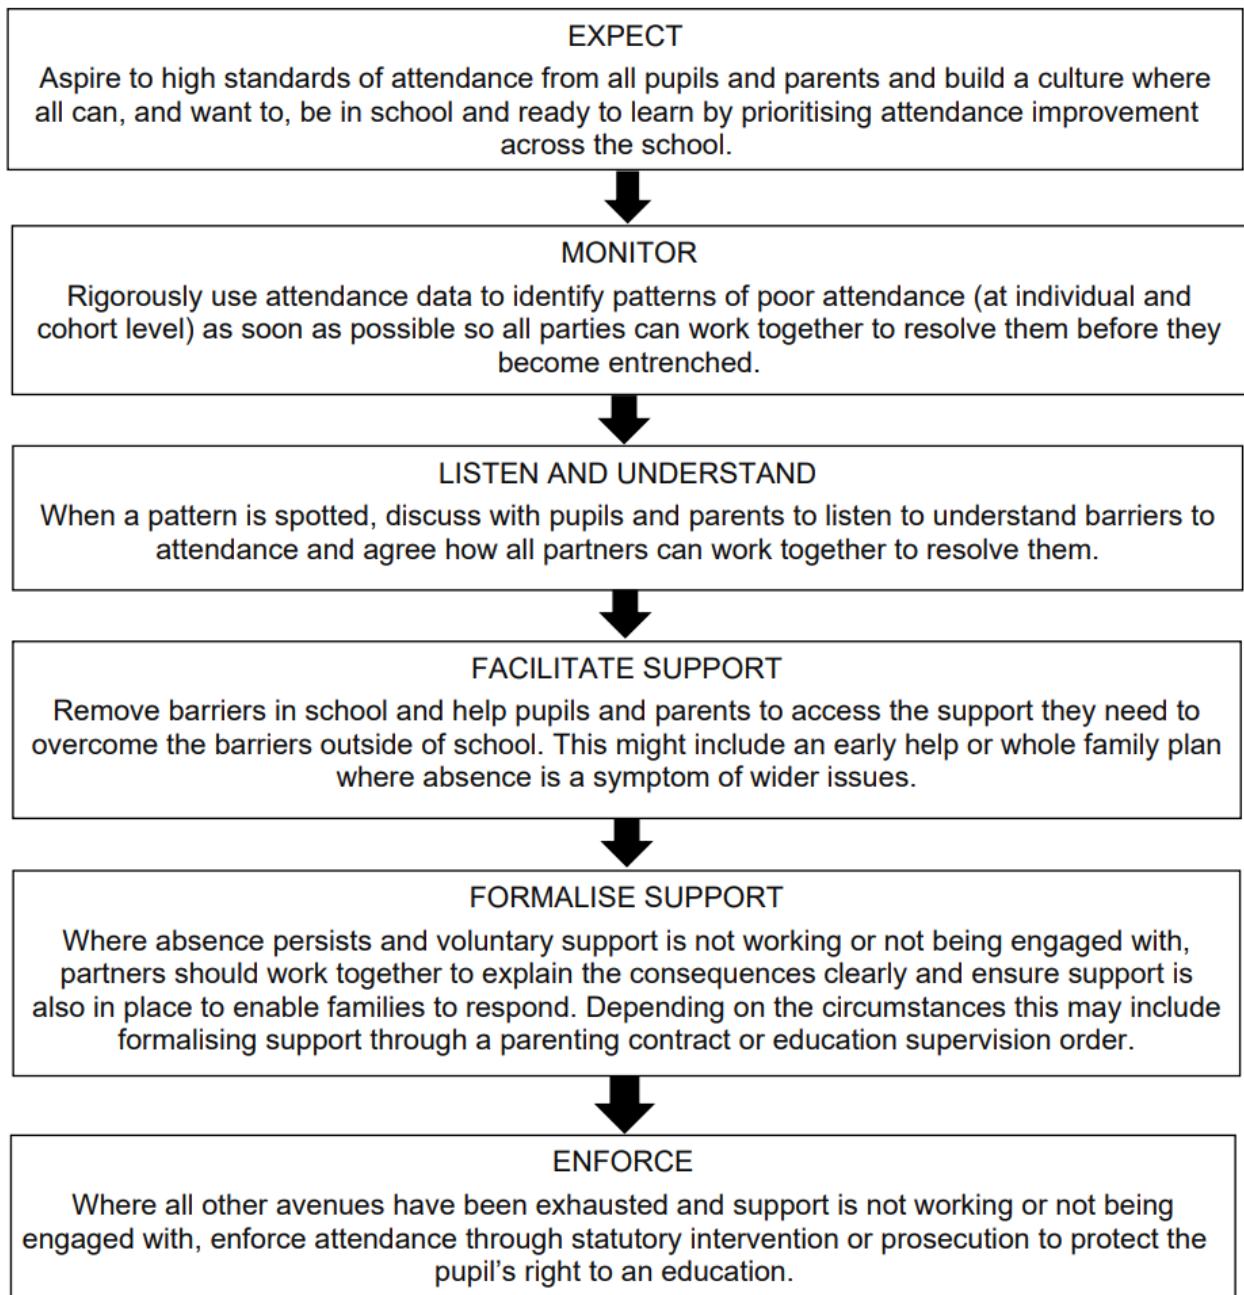 EXPECT
Aspire to high standards of attendance from all pupils and parents and build a culture where
all can, and want to, be in school and ready to learn by prioritising attendance improvement
across the school.
MONITOR
Rigorously use attendance data to identify patterns of poor attendance (at individual and
cohort level) as soon as possible so all parties can work together to resolve them before they
become entrenched.
LISTEN AND UNDERSTAND
When a pattern is spotted, discuss with pupils and parents to listen to understand barriers to
attendance and agree how all partners can work together to resolve them.
FACILITATE SUPPORT
Remove barriers in school and help pupils and parents to access the support they need to
overcome the barriers outside of school. This might include an early help or whole family plan
where absence is a symptom of wider issues.
FORMALISE SUPPORT
Where absence persists and voluntary support is not working or not being engaged with,
partners should work together to explain the consequences clearly and ensure support is
also in place to enable families to respond. Depending on the circumstances this may include
formalising support through a parenting contract or education supervision order.
ENFORCE
Where all other avenues have been exhausted and support is not working or not being
engaged with, enforce attendance through statutory intervention or prosecution to protect the
pupil’s right to an education.